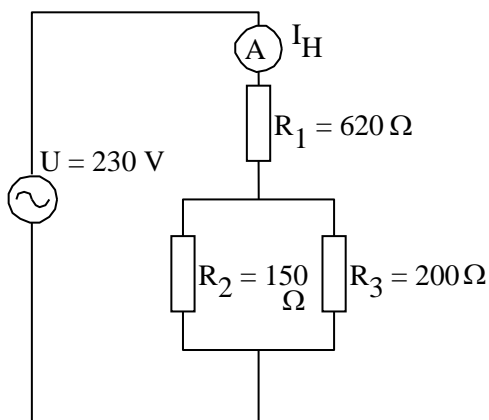 A I_H
R_1 = 620 Ω
U = 230 V
R_2 = 150 Ω
R_3 = 200 Ω